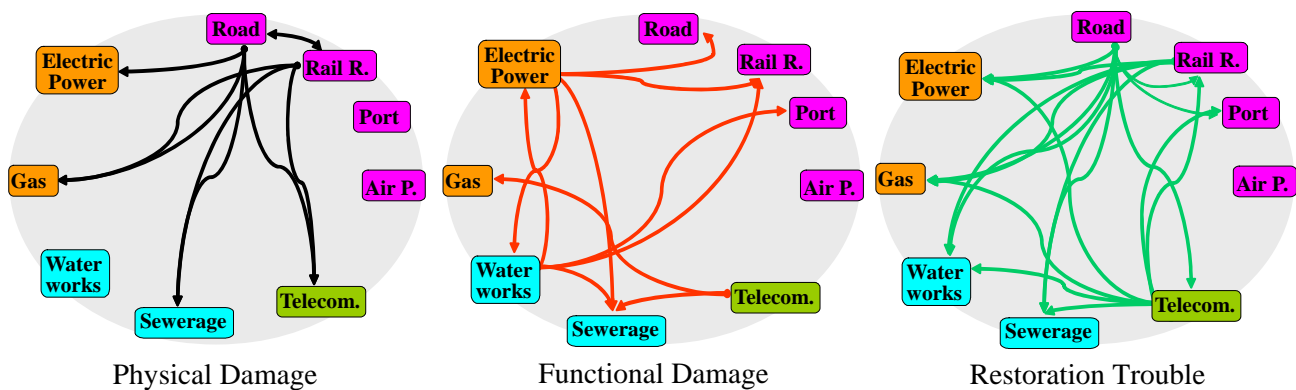 Road
Electric
Power
Rail R.
Port
Gas
Air P.
Water
works
Telecom.
Sewerage
Physical Damage
Road
Electric
Power
Rail R.
Port
Gas
Air P.
Water
works
Telecom.
Sewerage
Functional Damage
Road
Electric
Power
Rail R.
Port
Gas
Air P.
Water
works
Telecom.
Sewerage
Restoration Trouble